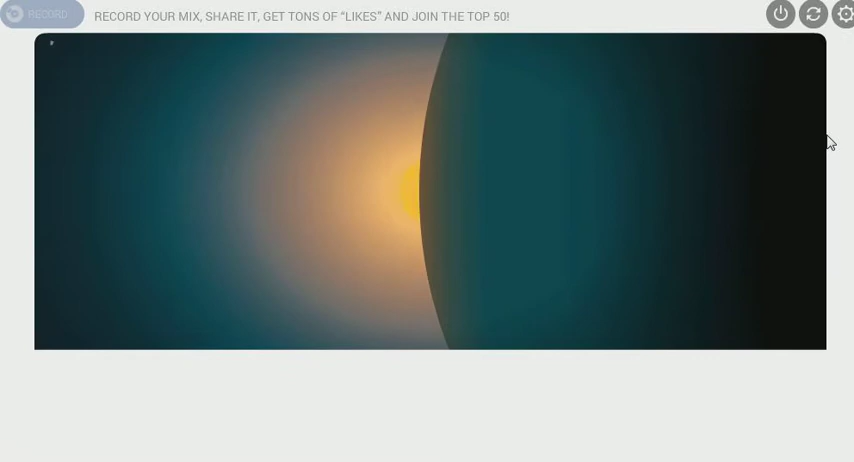 RECORD
RECORD YOUR MIX, SHARE IT, GET TONS OF “LIKES” AND JOIN THE TOP 50!